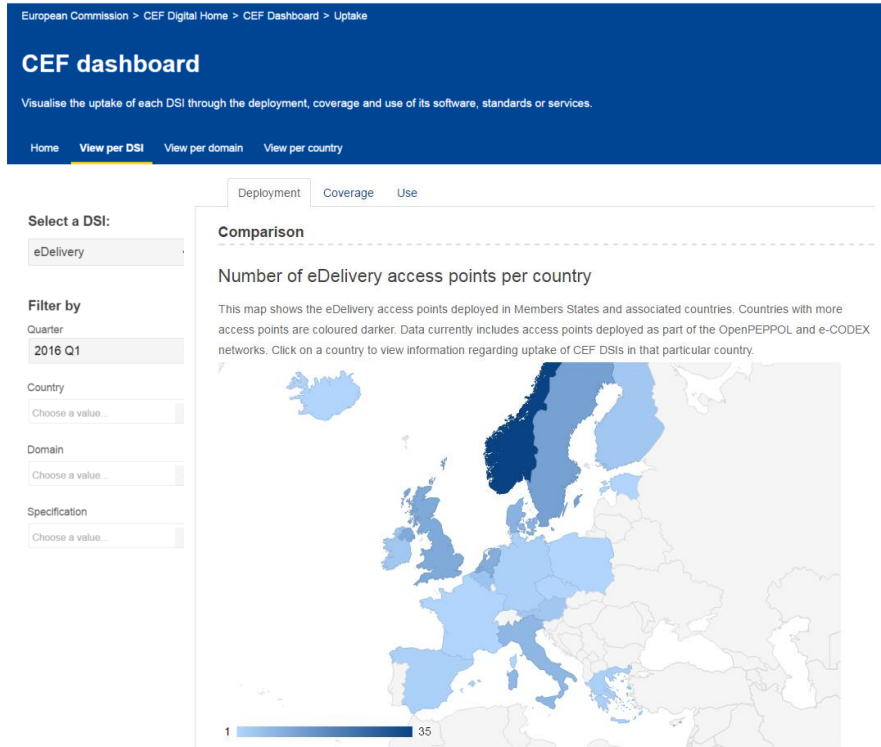 European Commission > CEF Digital Home > CEF Dashboard > Uptake
CEF dashboard
Visualise the uptake of each DSI through the deployment, coverage and use of its software, standards or services.
Home View per DSI View per domain View per country
Deployment Coverage Use
Select a DSI:
eDelivery
Filter by
Quarter
2016 Q1
Country
Choose a value...
Domain
Choose a value...
Specification
Choose a value...
Comparison
Number of eDelivery access points per country
This map shows the eDelivery access points deployed in Members States and associated countries. Countries with more
access points are coloured darker. Data currently includes access points deployed as part of the OpenPEPPOL and e-CODEX
networks. Click on a country to view information regarding uptake of CEF DSIs in that particular country.
1 35